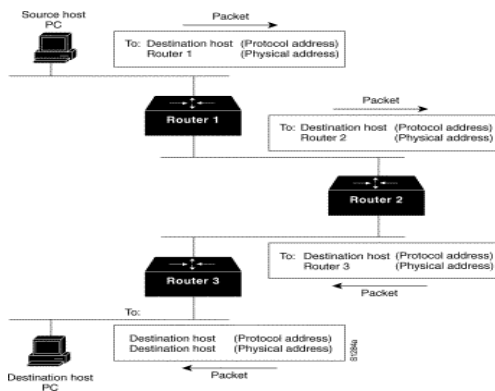 Source host
PC
Packet
To: Destination host (Protocol address)
Router 1 (Physical address)
Router 1
Packet
To: Destination host (Protocol address)
Router 2 (Physical address)
Router 2
To: Destination host (Protocol address)
Router 3 (Physical address)
Packet
Router 3
To:
Destination host (Protocol address)
Destination host (Physical address)
S1284a
Packet
Destination host
PC